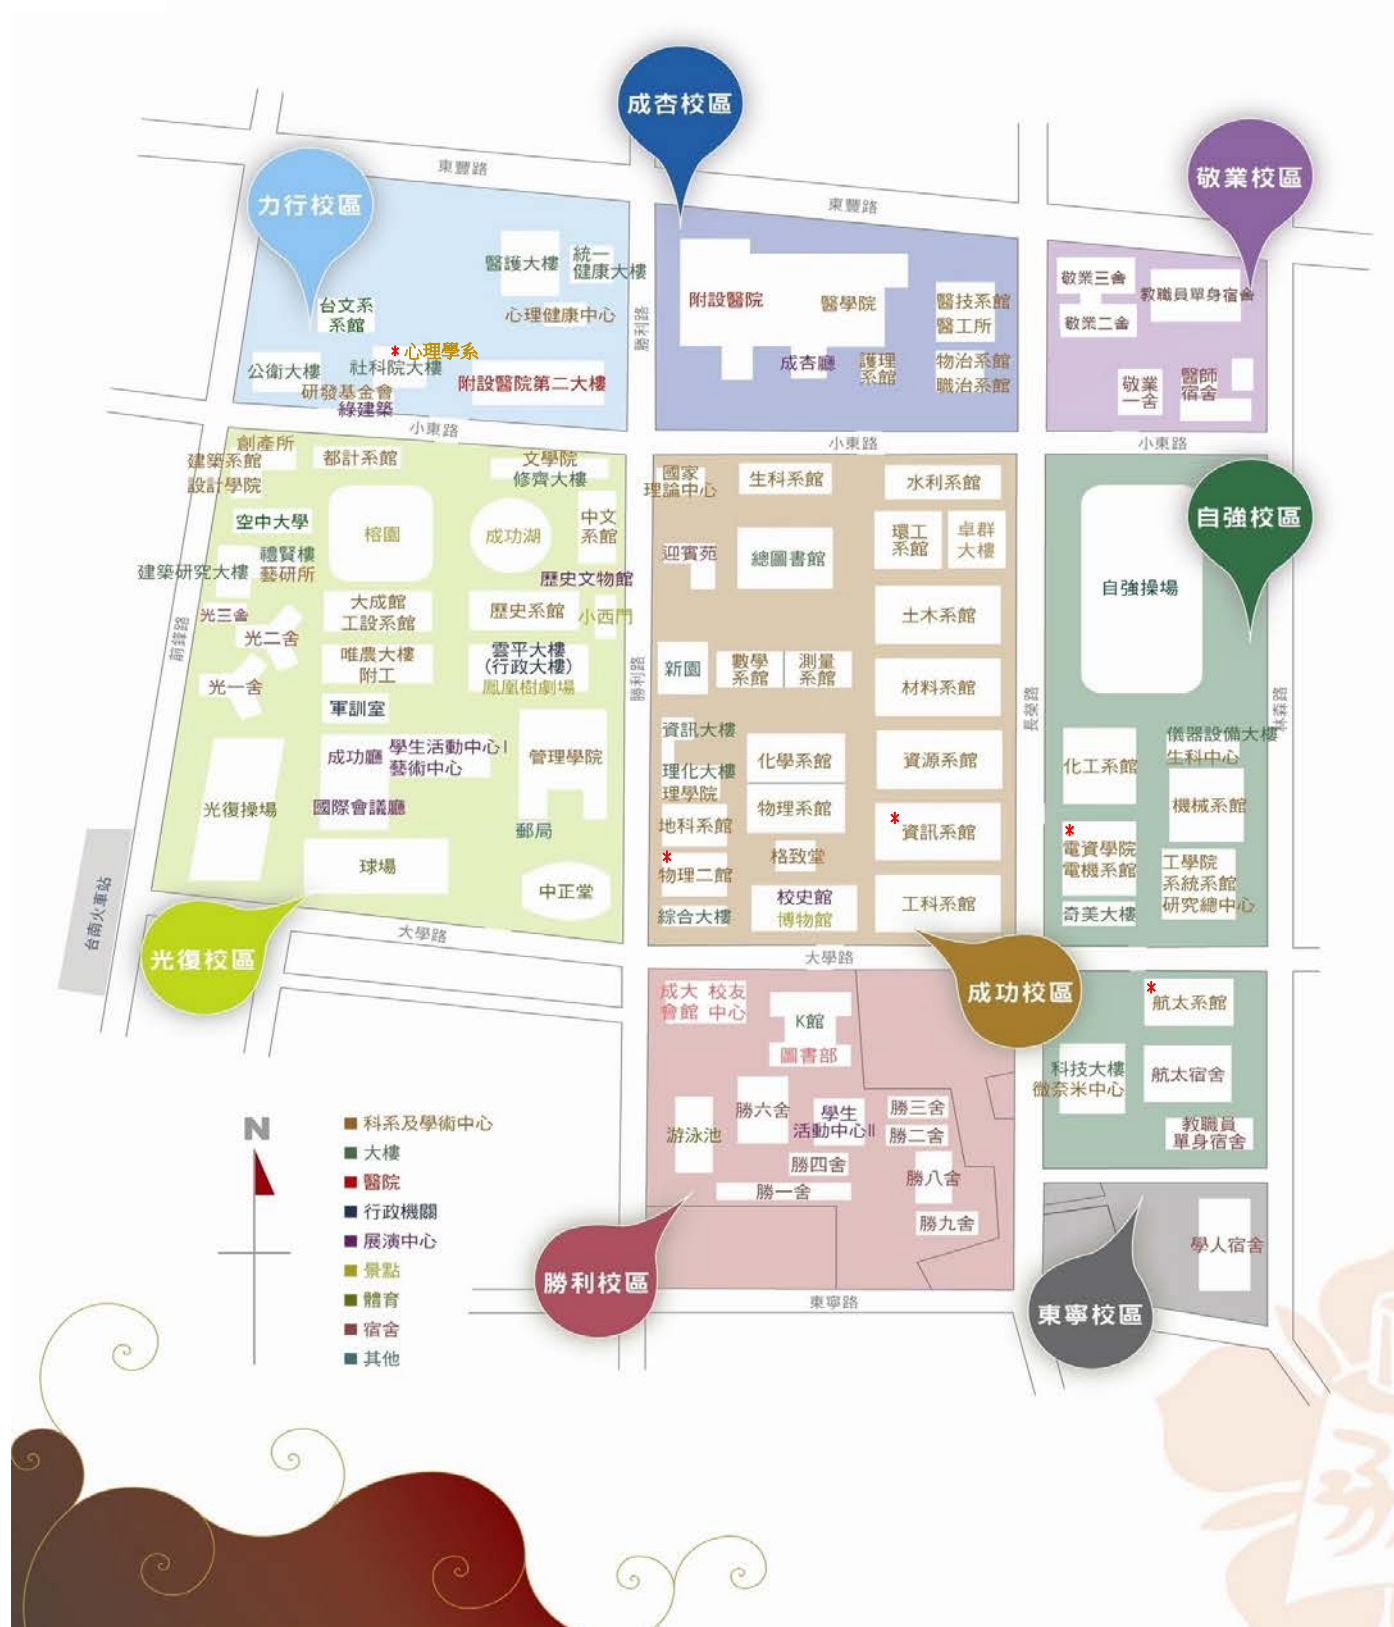 成杏校區
敬業校區
力行校區
東豐路
東豐路
醫護大樓
統一
健康大樓
台文系
系館
心理健康中心
* 心理學系
公衛大樓
社科院大樓
研發基金會
綠建築
附設醫院第二大樓
勝利路
附設醫院
醫學院
醫技系館
醫工所
成杏廳
護理
系館
物治系館
職治系館
敬業三舍
教職員單身宿舍
敬業二舍
敬業
一舍
醫師
宿舍
小東路
小東路
小東路
創產所
建築系館
設計學院
都計系館
文學院
修齊大樓
空中大學
榕園
成功湖
中文
系館
禮賢樓
建築研究大樓
藝研所
歷史文物館
光三舍
大成館
工設系館
歷史系館
小西門
光二舍
前鋒路
唯農大樓
附工
雲平大樓
(行政大樓)
鳳凰樹劇場
光一舍
軍訓室
勝利路
成功廳
學生活動中心I
藝術中心
管理學院
光復操場
國際會議廳
郵局
球場
中正堂
台南火車站
光復校區
大學路
國家
理論中心
生科系館
水利系館
迎賓苑
總圖書館
環工
系館
卓群
大樓
土木系館
新園
數學
系館
測量
系館
材料系館
資訊大樓
理化大樓
理學院
化學系館
資源系館
地科系館
物理系館
* 資訊系館
*
物理二館
格致堂
綜合大樓
校史館
博物館
工科系館
大學路
成功校區
長榮路
自強校區
自強操場
林森路
儀器設備大樓
生科中心
化工系館
機械系館
*
電資學院
電機系館
工學院
系統系館
研究總中心
奇美大樓
*
航太系館
科技大樓
微奈米中心
航太宿舍
教職員
單身宿舍
成大
會館
校友
中心
K館
圖書部
勝六舍
學生
活動中心II
勝三舍
勝二舍
游泳池
勝四舍
勝一舍
勝八舍
勝九舍
勝利校區
東寧路
東寧校區
學人宿舍
N
科系及學術中心
大樓
醫院
行政機關
展演中心
景點
體育
宿舍
其他